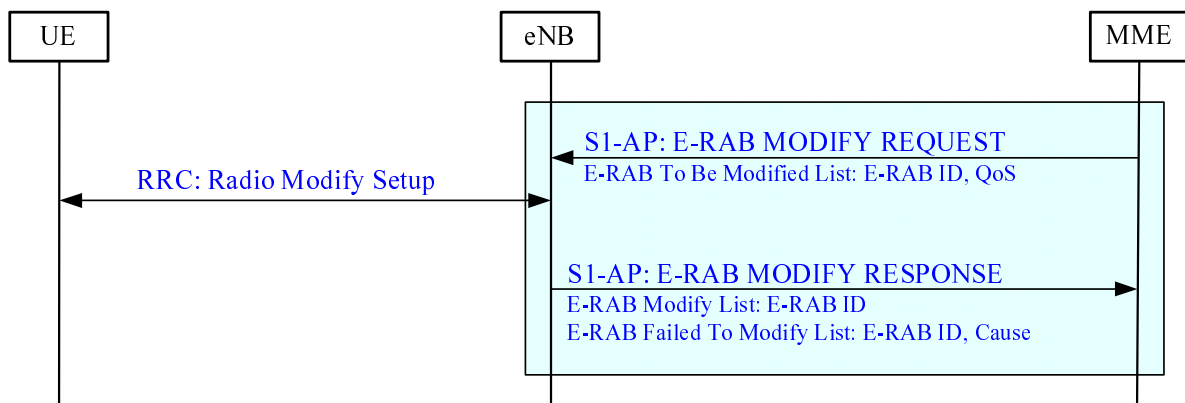 UE
eNB
MME
S1-AP: E-RAB MODIFY REQUEST
E-RAB To Be Modified List: E-RAB ID, QoS
RRC: Radio Modify Setup
S1-AP: E-RAB MODIFY RESPONSE
E-RAB Modify List: E-RAB ID
E-RAB Failed To Modify List: E-RAB ID, Cause